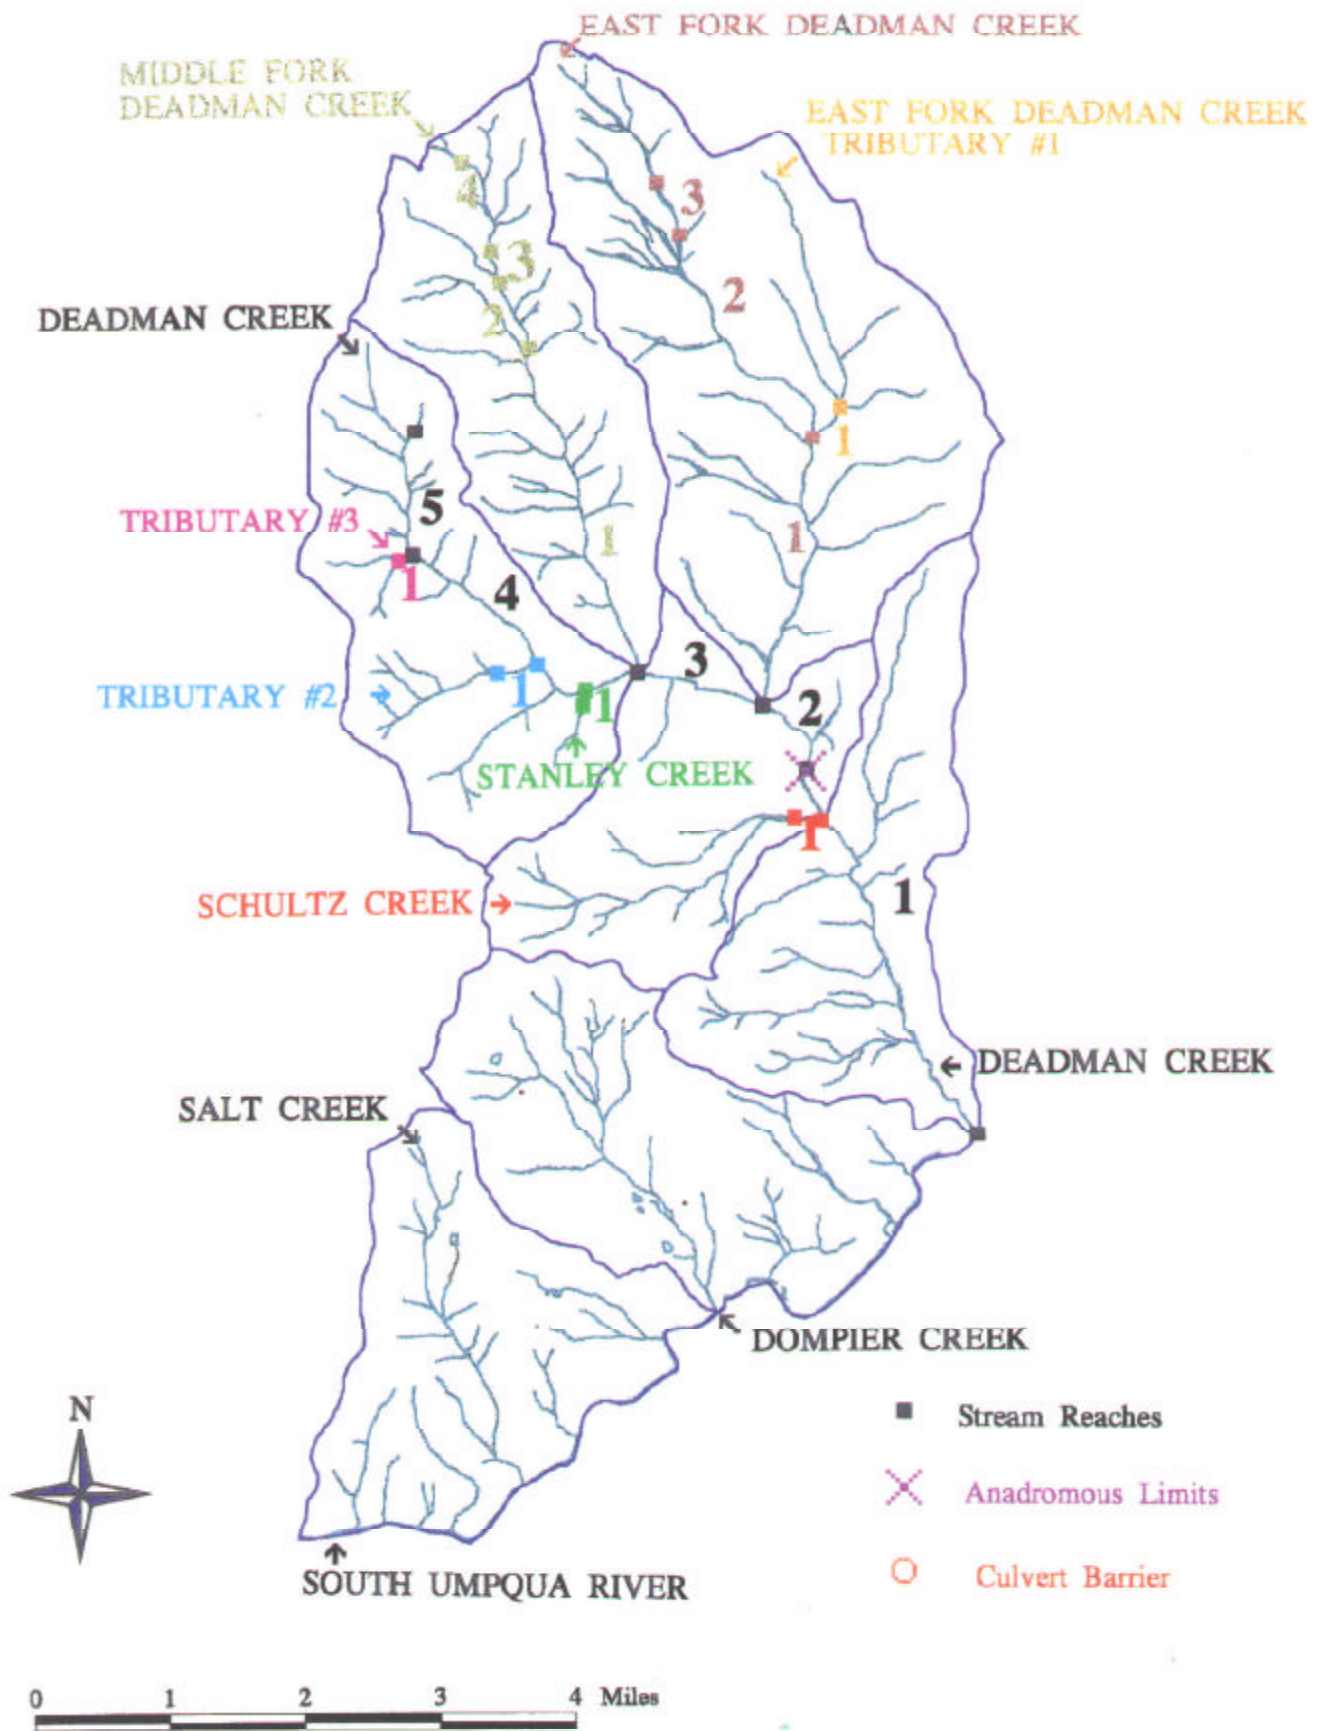 EAST FORK DEADMAN CREEK
MIDDLE FORK
DEADMAN CREEK
EAST FORK DEADMAN CREEK
TRIBUTARY #1
4
3
3
2
2
DEADMAN CREEK
1
5
TRIBUTARY #3
1
1
1
4
3
TRIBUTARY #2
1
1
2
STANLEY CREEK
1
SCHULTZ CREEK
1
DEADMAN CREEK
SALT CREEK
DOMPIER CREEK
N
Stream Reaches
Anadromous Limits
Culvert Barrier
SOUTH UMPQUA RIVER
0 1 2 3 4 Miles